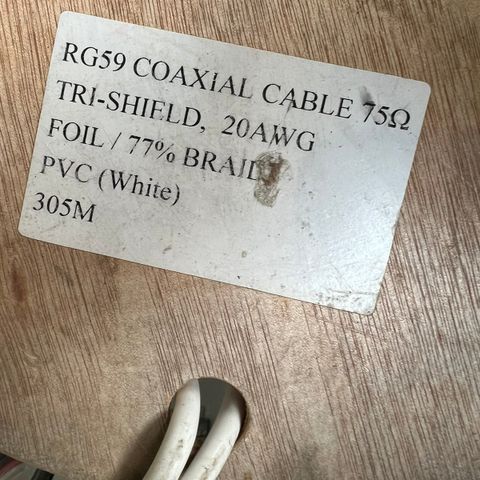 RG59 COAXIAL CABLE 75Ω
TRI-SHIELD, 20AWG
FOIL / 77% BRAID
PVC (White)
305M